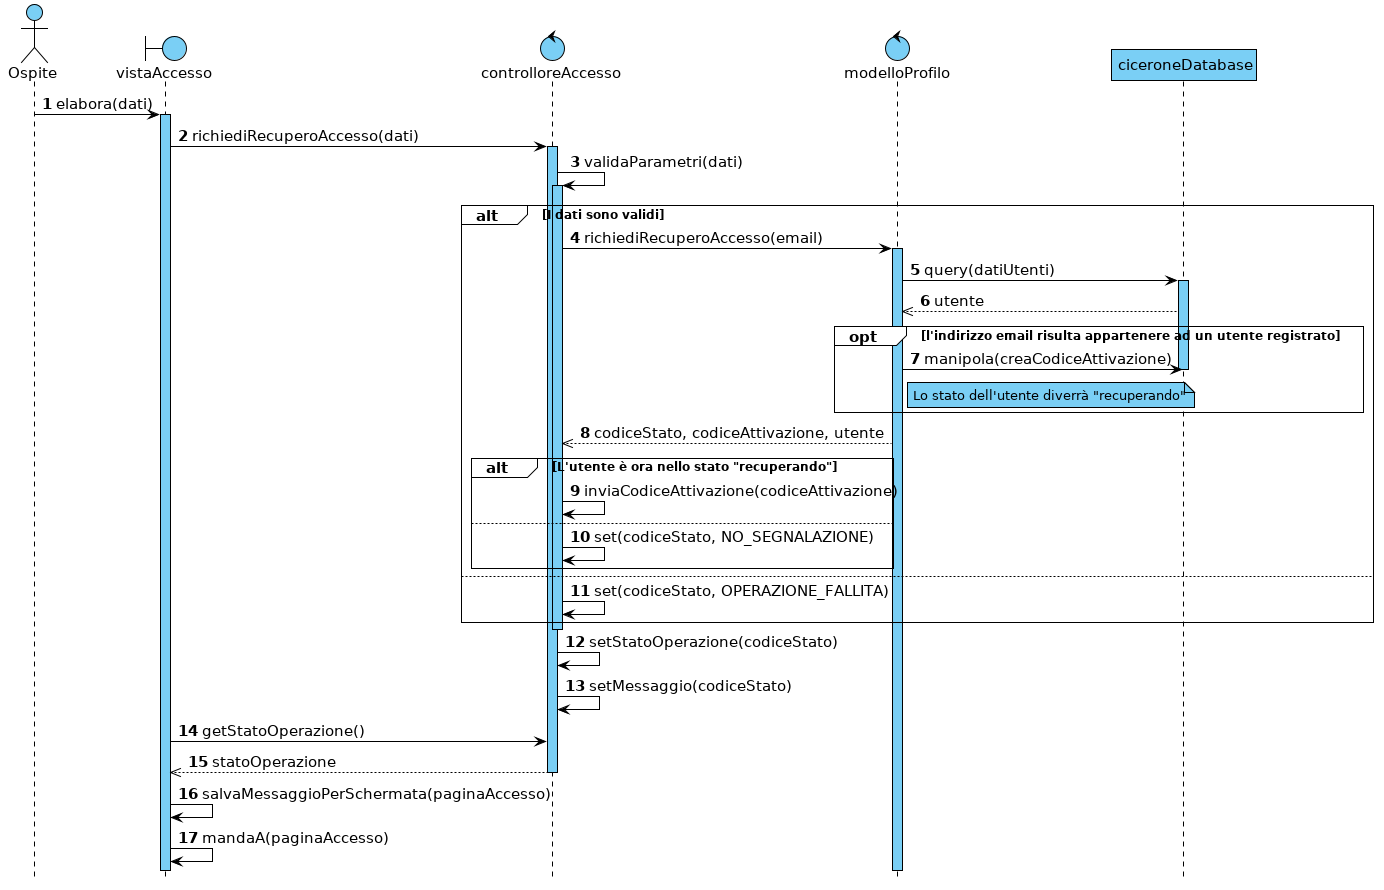 Ospite
vistaAccesso
controlloreAccesso
modelloProfilo
ciceroneDatabase
1 elabora(dati)
2 richiediRecuperoAccesso(dati)
3 validaParametri(dati)
alt
[I dati sono validi]
4 richiediRecuperoAccesso(email)
5 query(datiUtenti)
6 utente
opt
[l'indirizzo email risulta appartenere ad un utente registrato]
7 manipola(creaCodiceAttivazione)
Lo stato dell'utente diverrà "recuperando"
8 codiceStato, codiceAttivazione, utente
alt
[L'utente è ora nello stato "recuperando"]
9 inviaCodiceAttivazione(codiceAttivazione)
10 set(codiceStato, NO_SEGNALAZIONE)
11 set(codiceStato, OPERAZIONE_FALLITA)
12 setStatoOperazione(codiceStato)
13 setMessaggio(codiceStato)
14 getStatoOperazione()
15 statoOperazione
16 salvaMessaggioPerSchermata(paginaAccesso)
17 mandaA(paginaAccesso)